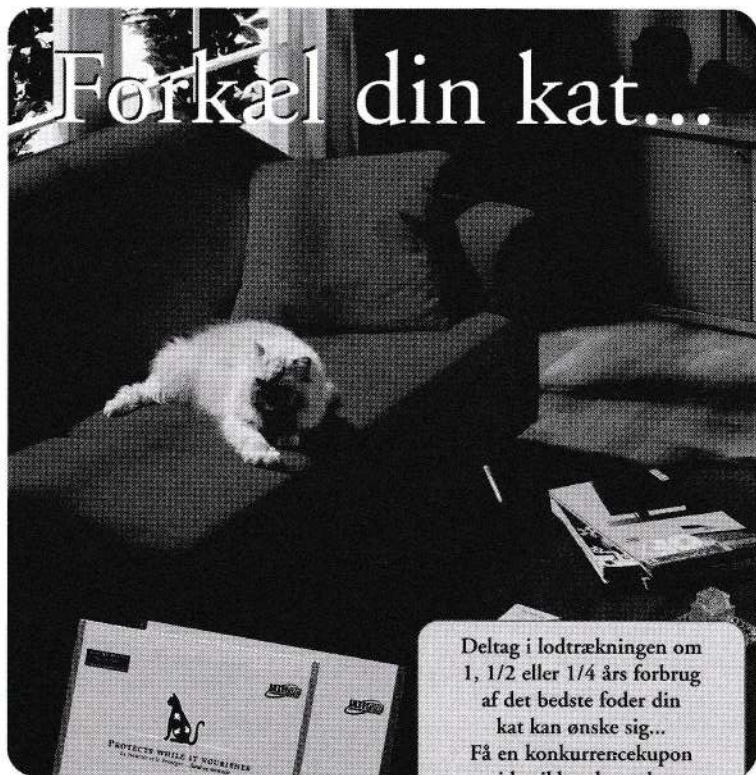 Forkæl din kat...
Deltag i lodtrækningen om
1, 1/2 eller 1/4 års forbrug
af det bedste foder din
kat kan ønske sig...
Få en konkurrencekupon
PROTECTS WHILE IT NOURISHES